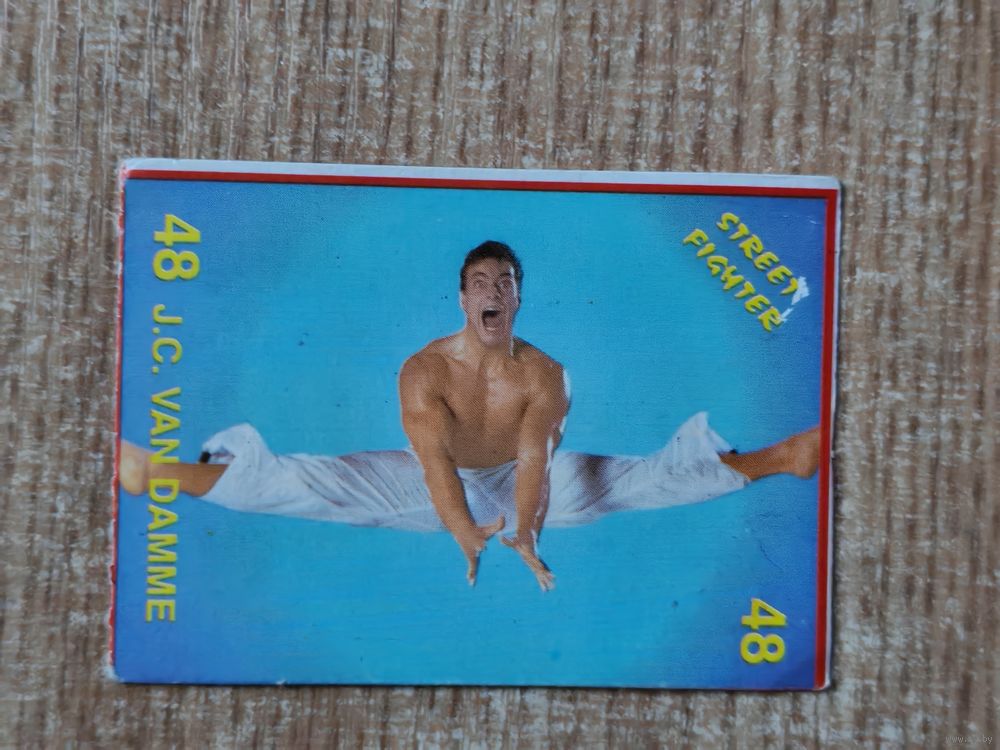 STREET
FIGHTER
48
J.C. VAN DAMME
48